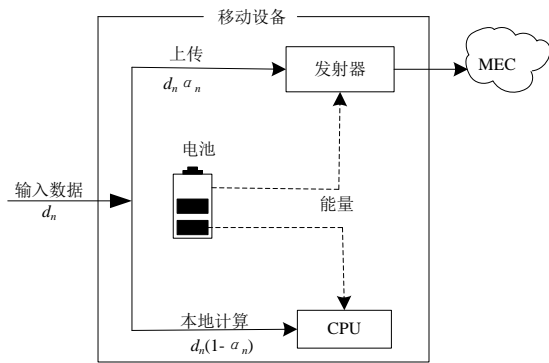 移动设备
上传
d_n α_n
发射器
MEC
电池
输入数据
d_n
能量
本地计算
d_n(1- α_n)
CPU